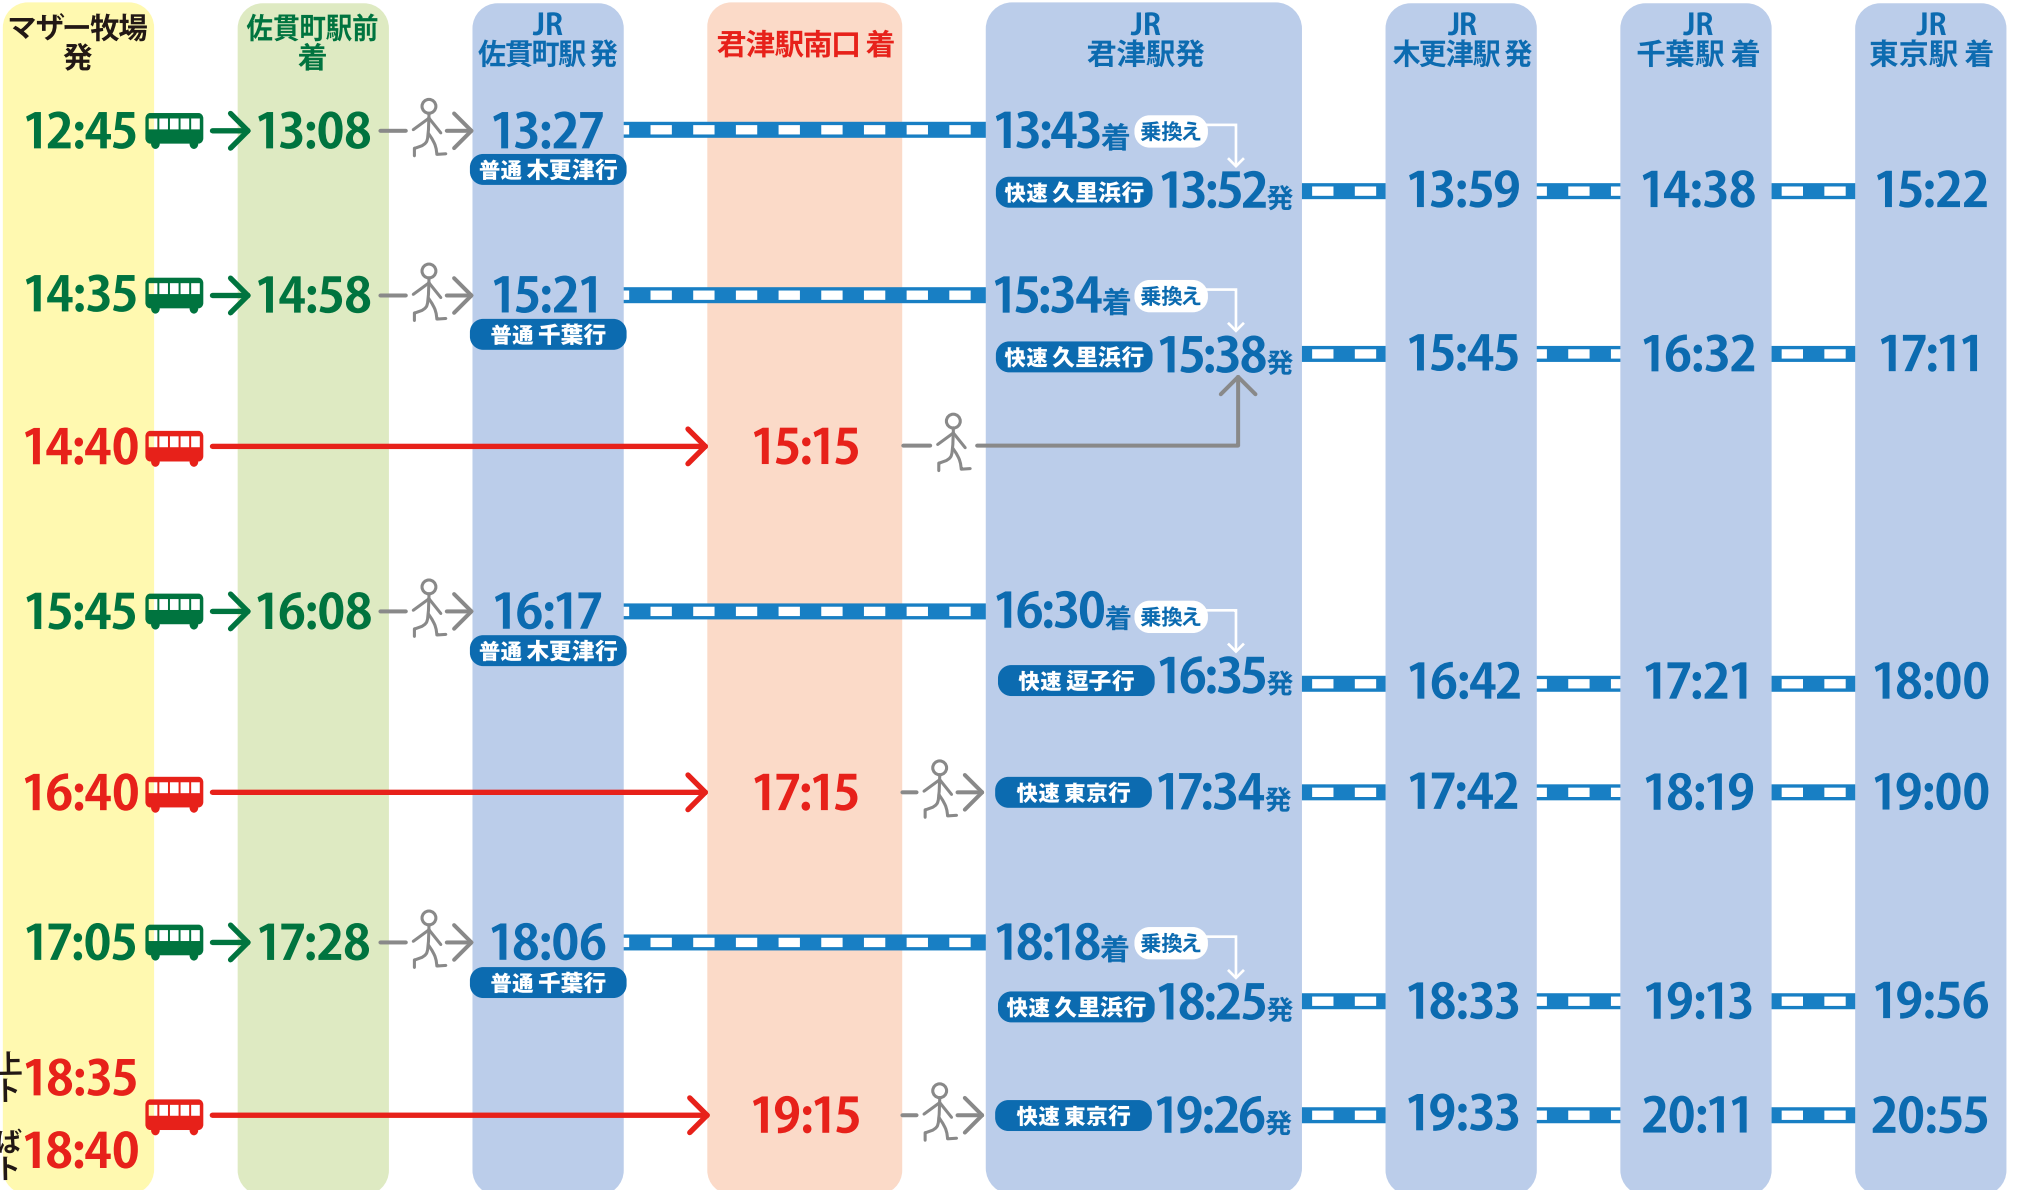 マザー牧場
発
佐貫町駅前
着
JR
佐貫町駅 発
君津駅南口 着
JR
君津駅発
JR
木更津駅 発
JR
千葉駅 着
JR
東京駅 着
12:45
13:08
13:27
普通 木更津行
13:43着
乗換え
快速 久里浜行
13:52発
13:59
14:38
15:22
14:35
14:58
15:21
普通 千葉行
15:34着
乗換え
快速 久里浜行
15:38発
15:45
16:32
17:11
14:40
15:15
15:45
16:08
16:17
普通 木更津行
16:30着
乗換え
快速 逗子行
16:35発
16:42
17:21
18:00
16:40
17:15
快速 東京行
17:34発
17:42
18:19
19:00
17:05
17:28
18:06
普通 千葉行
18:18着
乗換え
快速 久里浜行
18:25発
18:33
19:13
19:56
上
下
18:35
ば
下
18:40
19:15
快速 東京行
19:26発
19:33
20:11
20:55